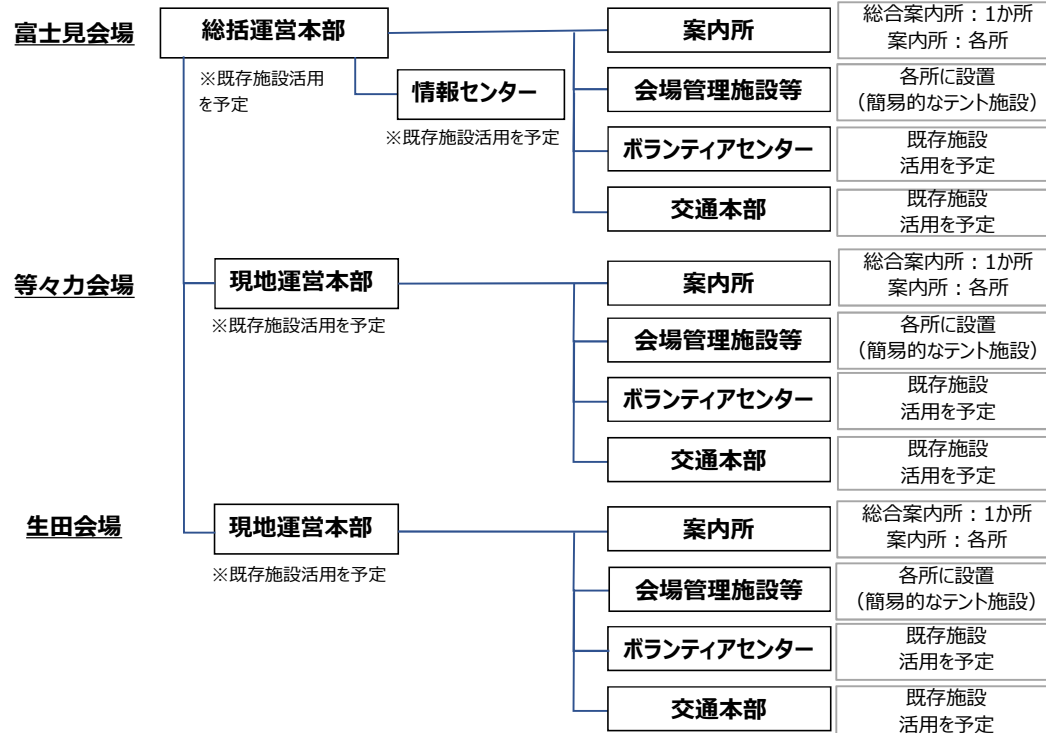 富士見会場
総括運営本部
※既存施設活用
を予定
情報センター
※既存施設活用を予定
案内所
総合案内所：1か所
案内所：各所
会場管理施設等
各所に設置
（簡易的なテント施設）
ボランティアセンター
既存施設
活用を予定
交通本部
既存施設
活用を予定
等々力会場
現地運営本部
※既存施設活用を予定
案内所
総合案内所：1か所
案内所：各所
会場管理施設等
各所に設置
（簡易的なテント施設）
ボランティアセンター
既存施設
活用を予定
交通本部
既存施設
活用を予定
生田会場
現地運営本部
※既存施設活用を予定
案内所
総合案内所：1か所
案内所：各所
会場管理施設等
各所に設置
（簡易的なテント施設）
ボランティアセンター
既存施設
活用を予定
交通本部
既存施設
活用を予定